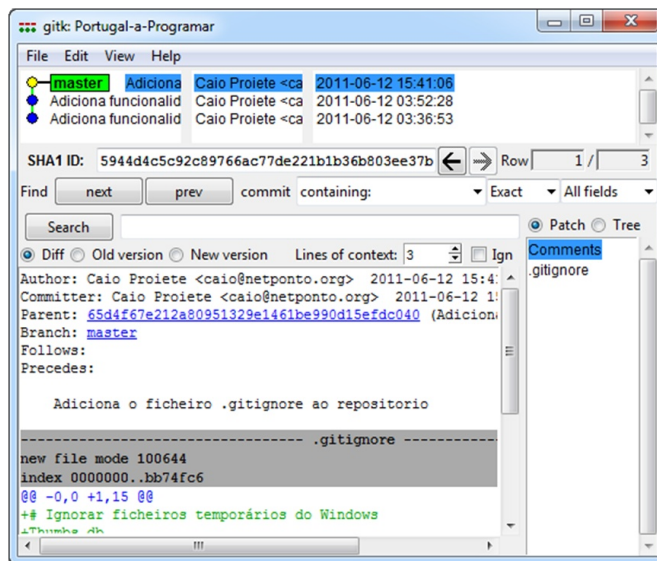 gitk: Portugal-a-Programar
File Edit View Help
master Adiciona Caio Proiete <ca 2011-06-12 15:41:06
Adiciona funcionalid Caio Proiete <ca 2011-06-12 03:52:28
Adiciona funcionalid Caio Proiete <ca 2011-06-12 03:36:53
SHA1 ID: 5944d4c5c92c89766ac77de221b1b36b803ee37b Row 1 / 3
Find next prev commit containing: Exact All fields
Search Patch Tree
Diff Old version New version Lines of context: 3 Ign
Comments
.gitignore
Author: Caio Proiete <caio@netponto.org> 2011-06-12 15:4
Committer: Caio Proiete <caio@netponto.org> 2011-06-12 1
Parent: 65d4f67e212a80951329e1461be990d15efdc040 (Adicion
Branch: master
Follows:
Precedes:
Adiciona o ficheiro .gitignore ao repositorio
-------------------------------- .gitignore -----------
new file mode 100644
index 0000000..bb74fc6
@@ -0,0 +1,15 @@
+# Ignorar ficheiros temporários do Windows
+Thumbs.db